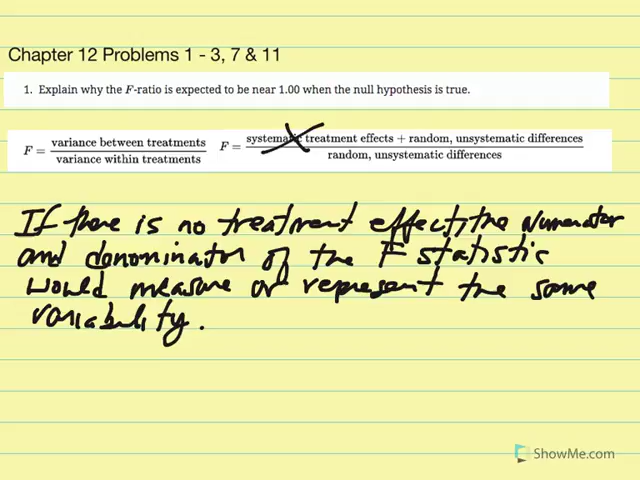 Chapter 12 Problems 1 - 3, 7 & 11
1. Explain why the F-ratio is expected to be near 1.00 when the null hypothesis is true.
F = variance between treatments / variance within treatments F = systematic treatment effects + random, unsystematic differences / random, unsystematic differences
If there is no treatment effect, the numerator
and donominator of the F statistic
would measure or represent the same
variability.
ShowMe.com